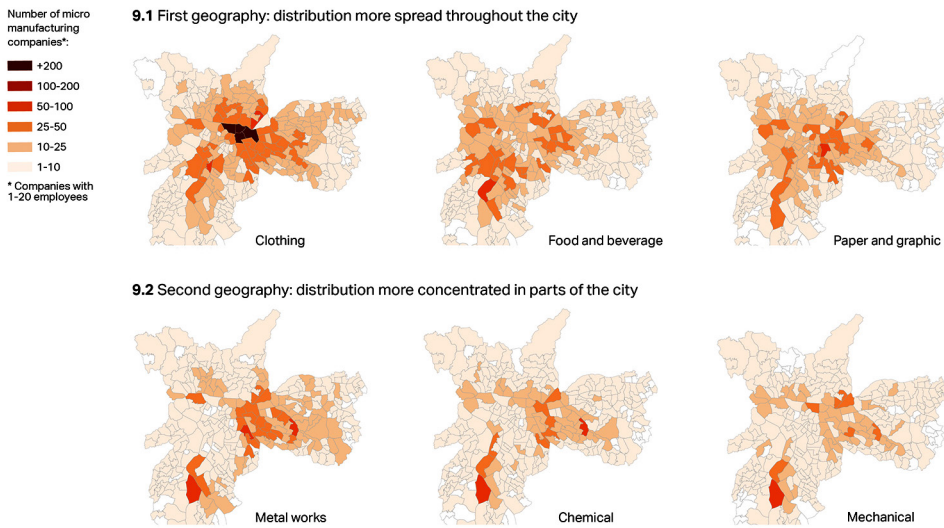 Number of micro
manufacturing
companies*:
+200
100-200
50-100
25-50
10-25
1-10
* Companies with
1-20 employees
9.1 First geography: distribution more spread throughout the city
Clothing
Food and beverage
Paper and graphic
9.2 Second geography: distribution more concentrated in parts of the city
Metal works
Chemical
Mechanical